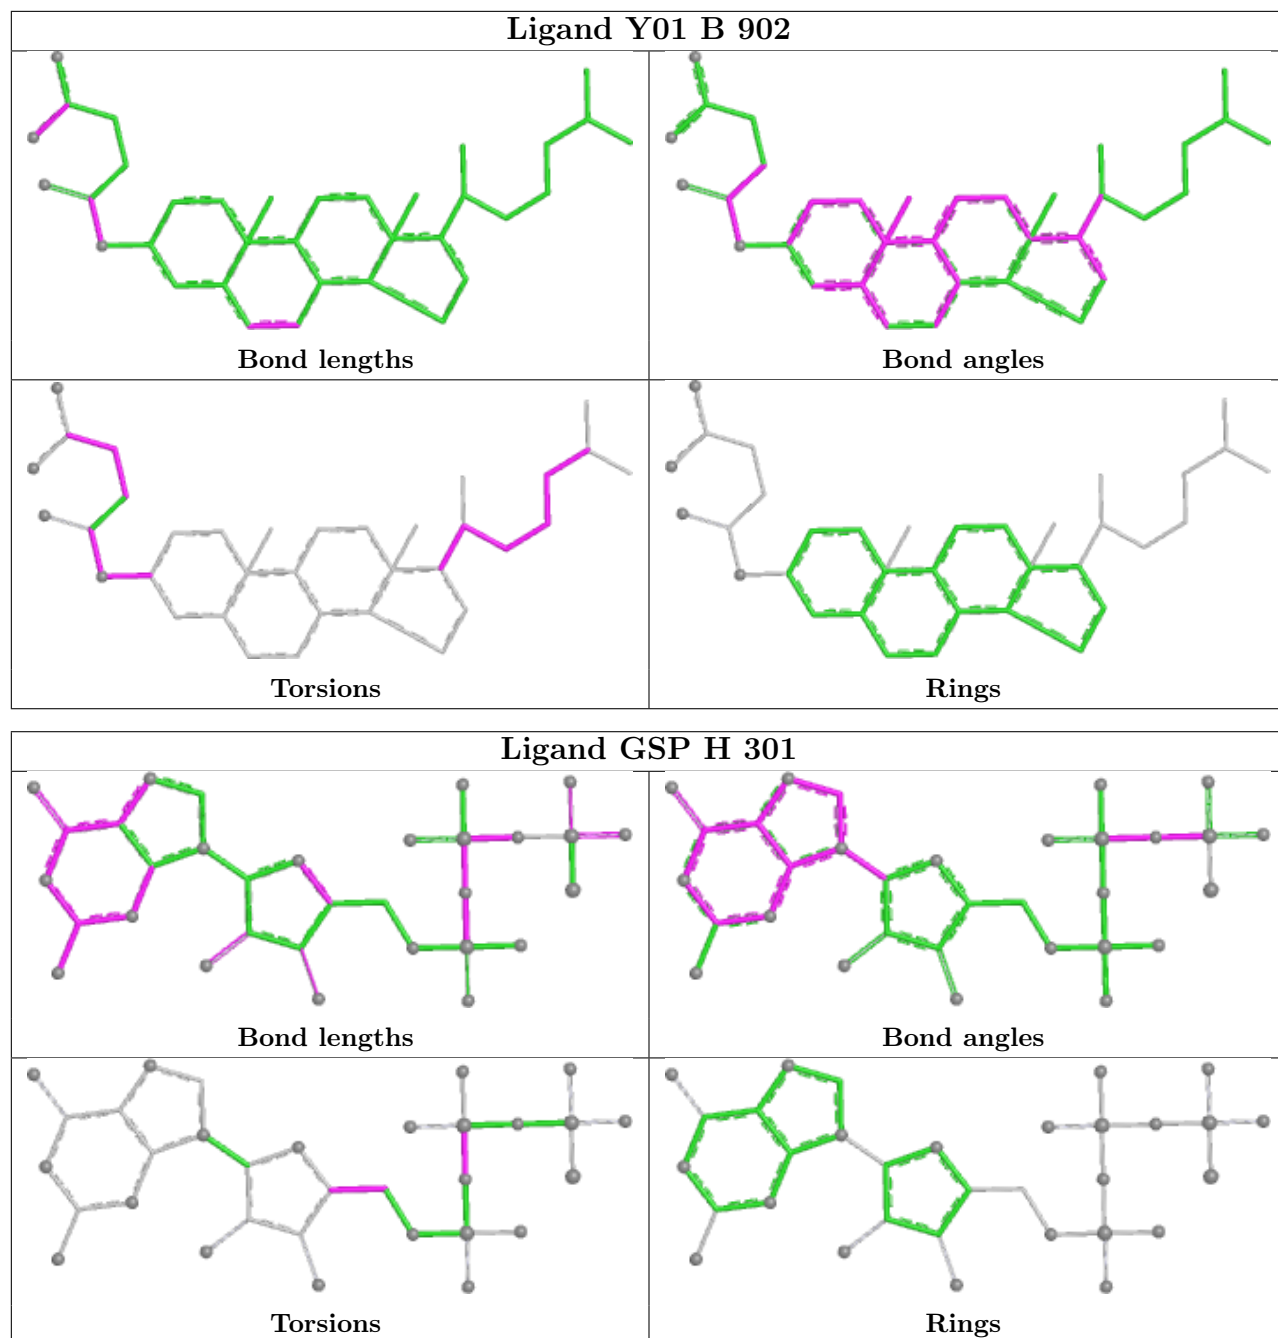 Ligand Y01 B 902
Bond lengths
Bond angles
Torsions
Rings
Ligand GSP H 301
Bond lengths
Bond angles
Torsions
Rings